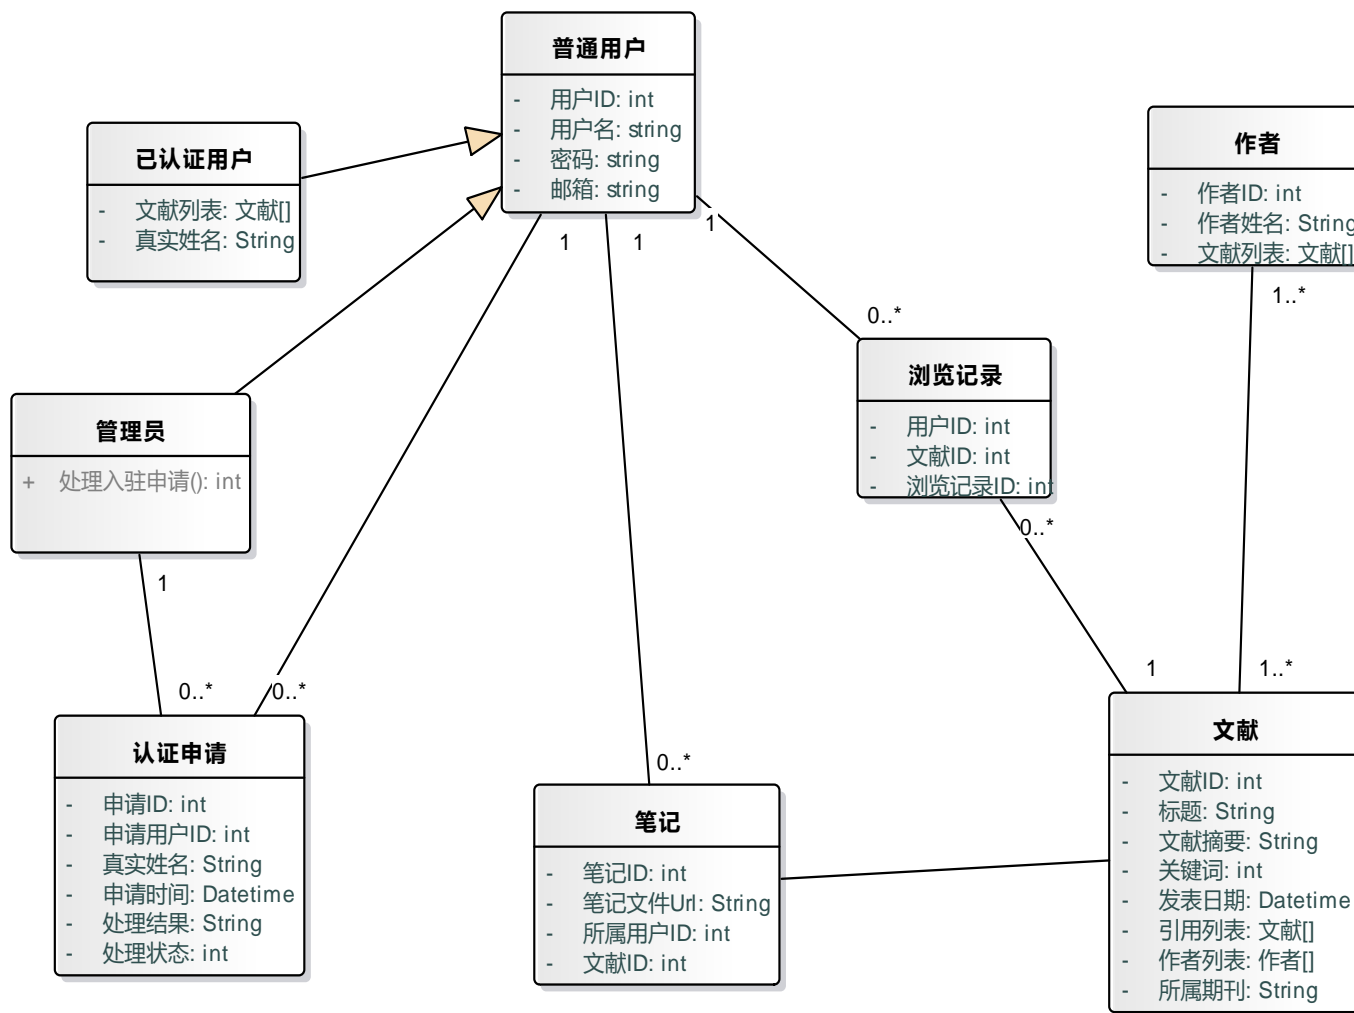 普通用户
- 用户ID: int
- 用户名: string
- 密码: string
- 邮箱: string
已认证用户
- 文献列表: 文献[]
- 真实姓名: String
作者
- 作者ID: int
- 作者姓名: String
- 文献列表: 文献[]
1
1
1
0..*
1..*
浏览记录
- 用户ID: int
- 文献ID: int
- 浏览记录ID: int
管理员
+ 处理入驻申请(): int
0..*
1
1
1..*
0..*
0..*
认证申请
- 申请ID: int
- 申请用户ID: int
- 真实姓名: String
- 申请时间: Datetime
- 处理结果: String
- 处理状态: int
0..*
笔记
- 笔记ID: int
- 笔记文件Url: String
- 所属用户ID: int
- 文献ID: int
文献
- 文献ID: int
- 标题: String
- 文献摘要: String
- 关键词: int
- 发表日期: Datetime
- 引用列表: 文献[]
- 作者列表: 作者[]
- 所属期刊: String